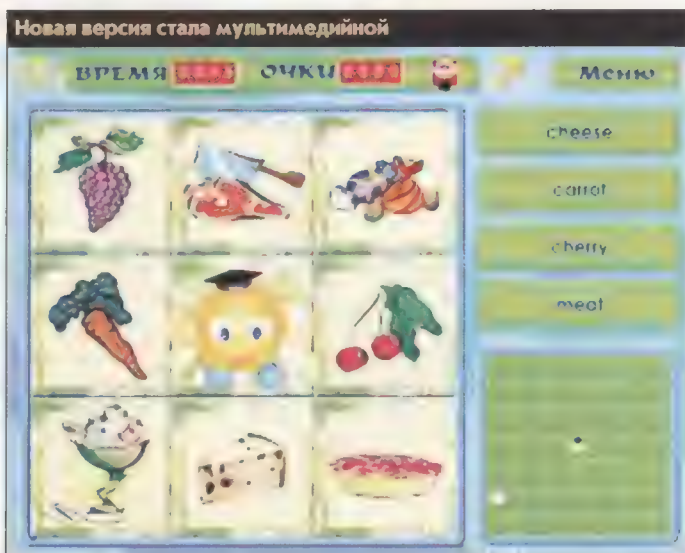 Новая версия стала мультимедийной
ВРЕМЯ ОЧКИ Меню
cheese
carrot
cherry
meat